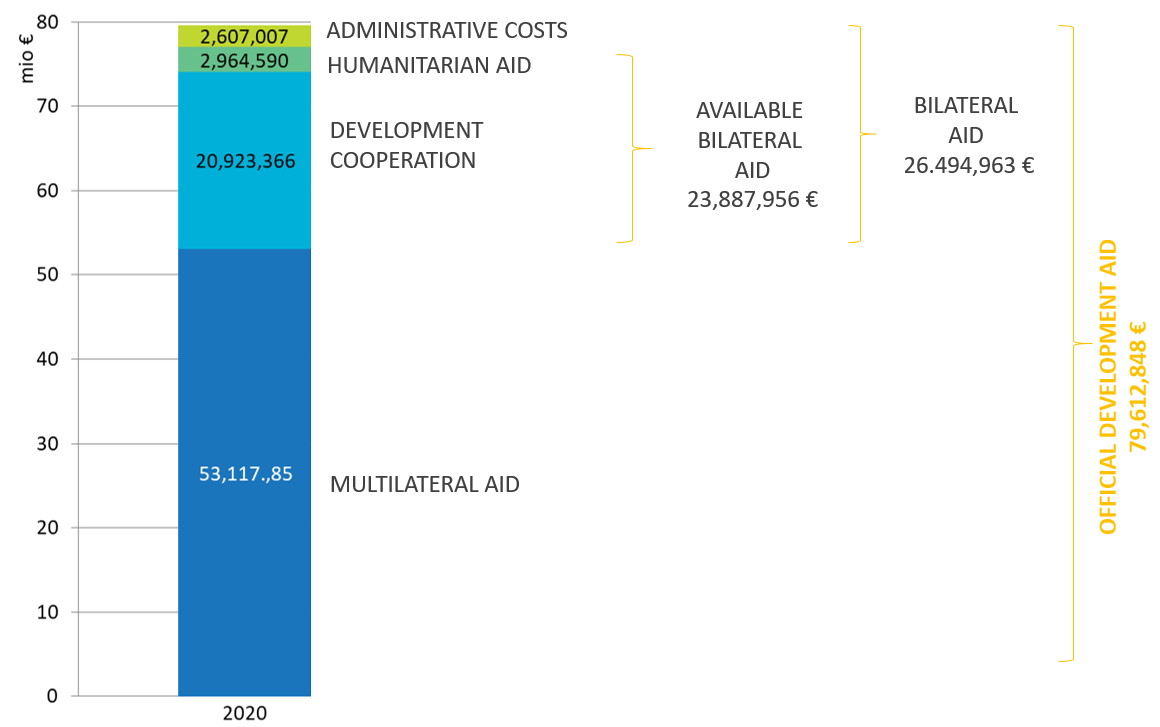 80
mio €
70
60
50
40
30
20
10
0
2020
2,607,007
ADMINISTRATIVE COSTS
2,964,590
HUMANITARIAN AID
20,923,366
DEVELOPMENT
COOPERATION
53,117.,85
MULTILATERAL AID
AVAILABLE
BILATERAL
AID
23,887,956 €
BILATERAL
AID
26.494,963 €
OFFICIAL DEVELOPMENT AID
79,612,848 €